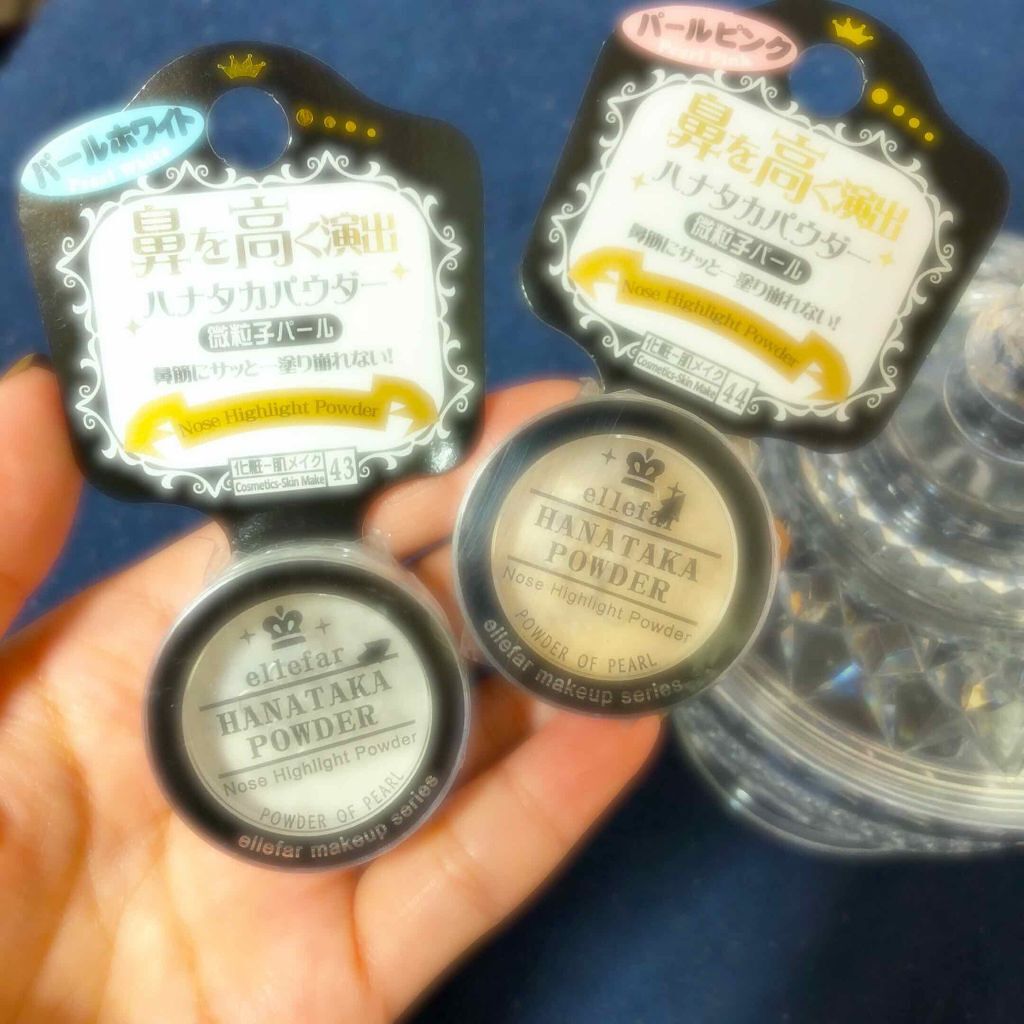 パールホワイト
Pearl White
鼻を高く演出
ハナタカパウダー
微粒子パール
鼻筋にサッと一塗り崩れない!
Nose Highlight Powder
化粧-肌メイク
Cosmetics-Skin Make
43
ellefar
HANATAKA
POWDER
Nose Highlight Powder
POWDER OF PEARL
ellefar makeup series
パールピンク
Pearl Pink
鼻を高く演出
ハナタカパウダー
微粒子パール
鼻筋にサッと一塗り崩れない!
Nose Highlight Powder
化粧-肌メイク
Cosmetics-Skin Make
44
ellefar
HANATAKA
POWDER
Nose Highlight Powder
POWDER OF PEARL
ellefar makeup series